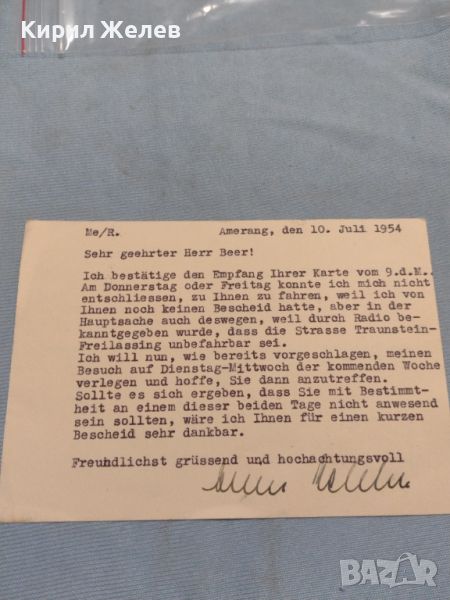 Кирил Желев
Me/R. Amerang, den 10. Juli 1954
Sehr geehrter Herr Beer!
Ich bestätige den Empfang Ihrer Karte vom 9.d.M..
Am Donnerstag oder Freitag konnte ich mich nicht
entschliessen, zu Ihnen zu fahren, weil ich von
Ihnen noch keinen Bescheid hatte, aber in der
Hauptsache auch deswegen, weil durch Radio be-
kanntgegeben wurde, dass die Strasse Traunstein-
Freilassing unbefahrbar sei.
Ich will nun, wie bereits vorgeschlagen, meinen
Besuch auf Dienstag-Mittwoch der kommenden Woche
verlegen und hoffe, Sie dann anzutreffen.
Sollte es sich ergeben, dass Sie mit Bestimmt-
heit an einem dieser beiden Tage nicht anwesend
sein sollten, wäre ich Ihnen für einen kurzen
Bescheid sehr dankbar.
Freundlichst grüssend und hochachtungsvoll
BAZAR